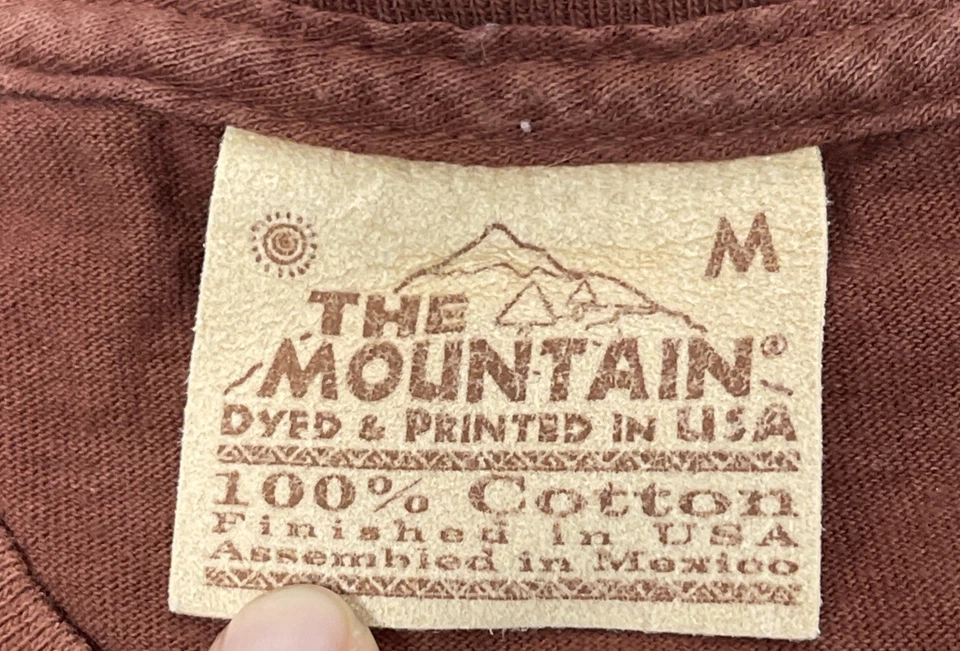 M
THE
MOUNTAIN®
DYED & PRINTED IN USA
100% Cotton
Finished in USA
Assembled in Mexico